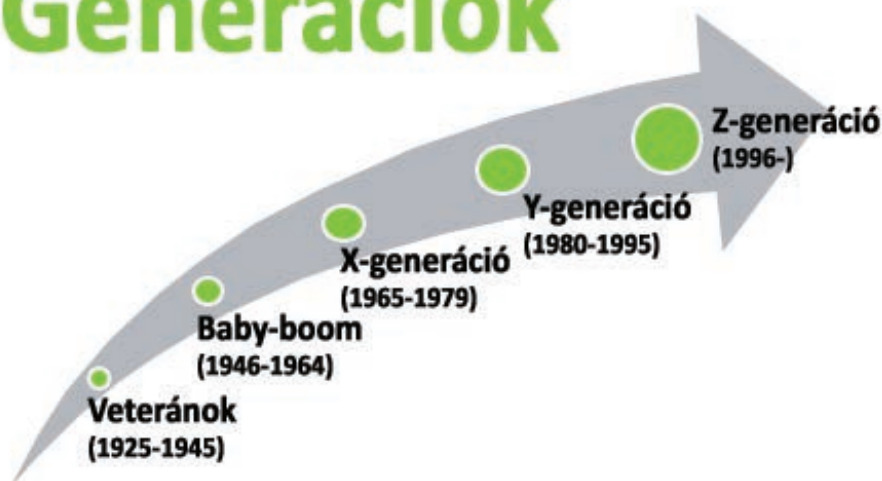 Generációk
Z-generáció
(1996-)
Y-generáció
(1980-1995)
X-generáció
(1965-1979)
Baby-boom
(1946-1964)
Veteránok
(1925-1945)